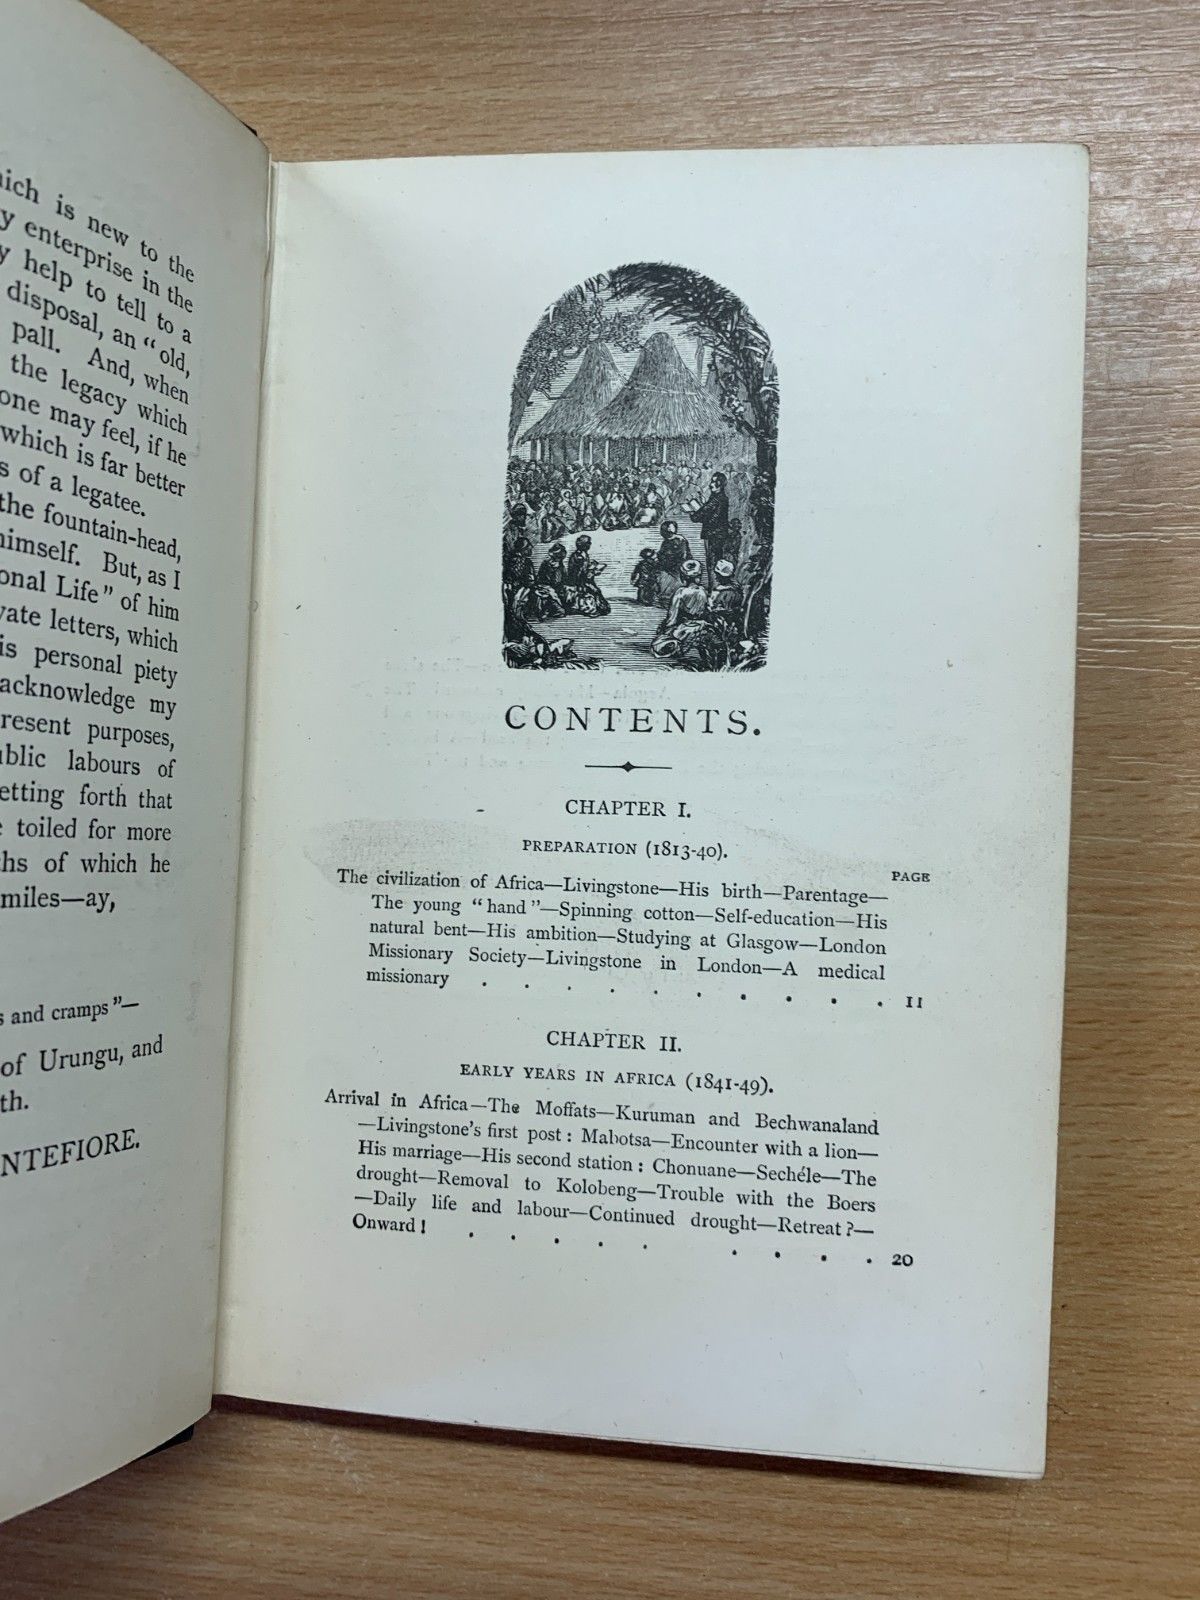 hich is new to the
y enterprise in the
y help to tell to a
disposal, an “old,
pall. And, when
the legacy which
one may feel, if he
which is far better
s of a legatee.
the fountain-head,
himself. But, as I
onal Life” of him
vate letters, which
is personal piety
acknowledge my
resent purposes,
ublic labours of
etting forth that
toiled for more
ths of which he
miles—ay,
s and cramps”—
of Urungu, and
th.
NTEFIORE.
CONTENTS.
CHAPTER I.
PREPARATION (1813-40).
PAGE
The civilization of Africa—Livingstone—His birth—Parentage—
The young “hand”—Spinning cotton—Self-education—His
natural bent—His ambition—Studying at Glasgow—London
Missionary Society—Livingstone in London—A medical
missionary . . . . . . . . . . 11
CHAPTER II.
EARLY YEARS IN AFRICA (1841-49).
Arrival in Africa—The Moffats—Kuruman and Bechwanaland
—Livingstone’s first post: Mabotsa—Encounter with a lion—
His marriage—His second station: Chonuane—Sechéle—The
drought—Removal to Kolobeng—Trouble with the Boers
—Daily life and labour—Continued drought—Retreat?—
Onward! . . . . . . . . . 20